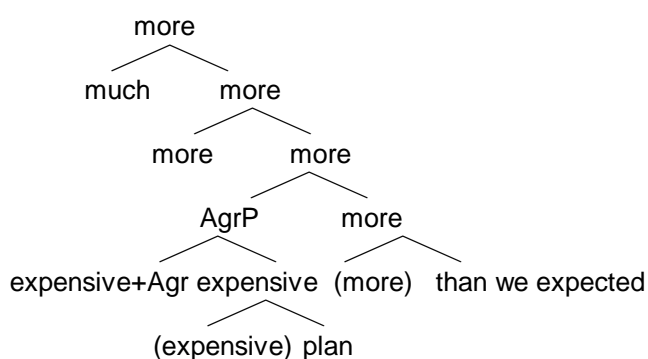 more
much more
more more
AgrP more
expensive+Agr expensive (more) than we expected
(expensive) plan